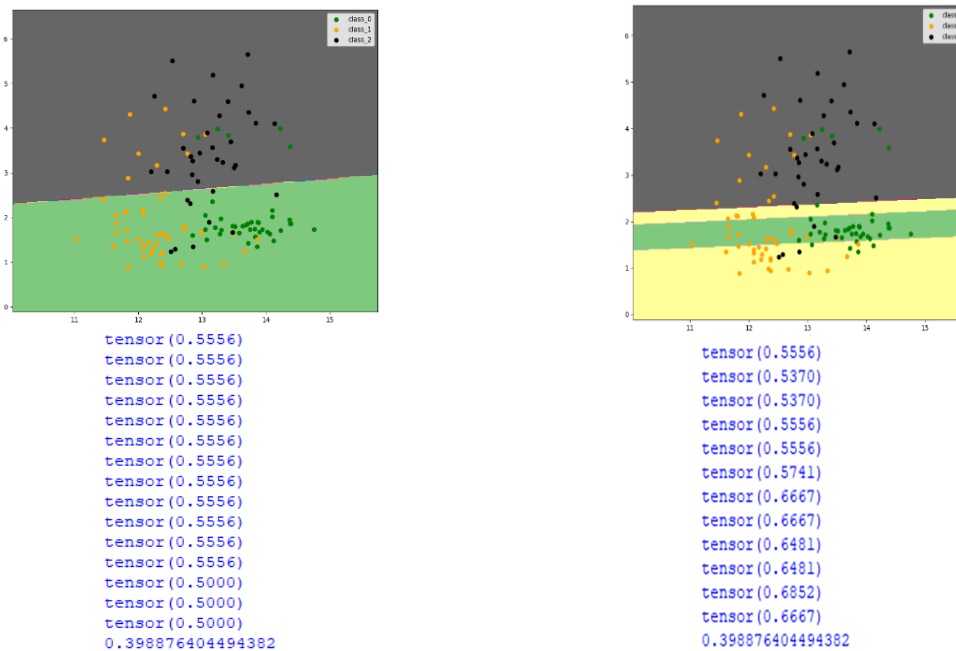 class_0
class_1
class_2
6
5
4
3
2
1
0
11 12 13 14 15
tensor(0.5556)
tensor(0.5556)
tensor(0.5556)
tensor(0.5556)
tensor(0.5556)
tensor(0.5556)
tensor(0.5556)
tensor(0.5556)
tensor(0.5556)
tensor(0.5556)
tensor(0.5556)
tensor(0.5556)
tensor(0.5000)
tensor(0.5000)
tensor(0.5000)
0.398876404494382
class
class
class
6
5
4
3
2
1
0
11 12 13 14 15
tensor(0.5556)
tensor(0.5370)
tensor(0.5370)
tensor(0.5556)
tensor(0.5556)
tensor(0.5741)
tensor(0.6667)
tensor(0.6667)
tensor(0.6481)
tensor(0.6481)
tensor(0.6852)
tensor(0.6667)
0.398876404494382